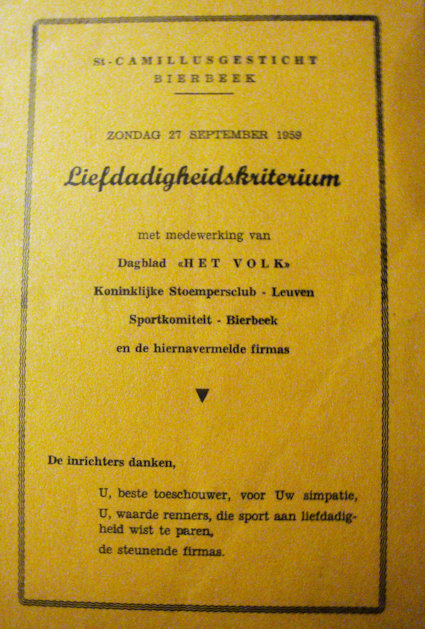 St-CAMILLUSGESTICHT
BIERBEEK
ZONDAG 27 SEPTEMBER 1959
Liefdadigheidskriterium
met medewerking van
Dagblad «HET VOLK»
Koninklijke Stoempersclub - Leuven
Sportkomiteit - Bierbeek
en de hiernavermelde firmas
De inrichters danken,
U, beste toeschouwer, voor Uw simpatie,
U, waarde renners, die sport aan liefdadig-
heid wist te paren,
de steunende firmas.